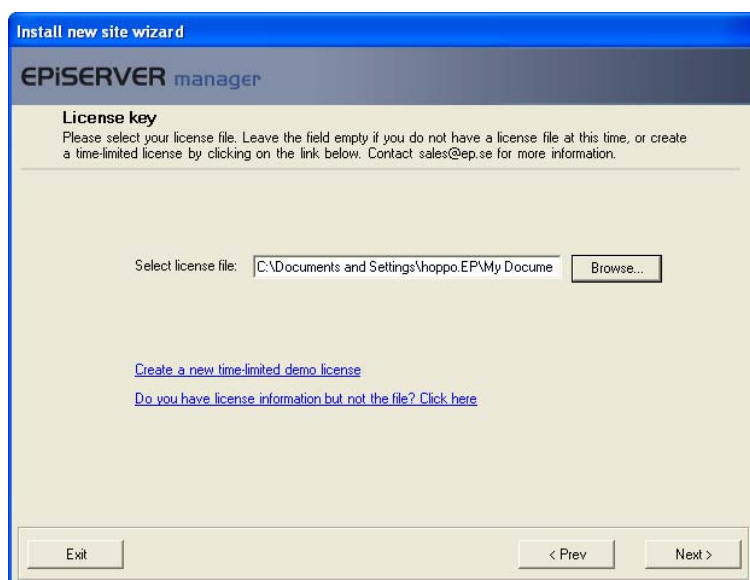 Install new site wizard
EPiSERVER manager
License key
Please select your license file. Leave the field empty if you do not have a license file at this time, or create
a time-limited license by clicking on the link below. Contact sales@ep.se for more information.
Select license file: C:\Documents and Settings\hoppo.EP\My Docume Browse...
Create a new time-limited demo license
Do you have license information but not the file? Click here
Exit < Prev Next >